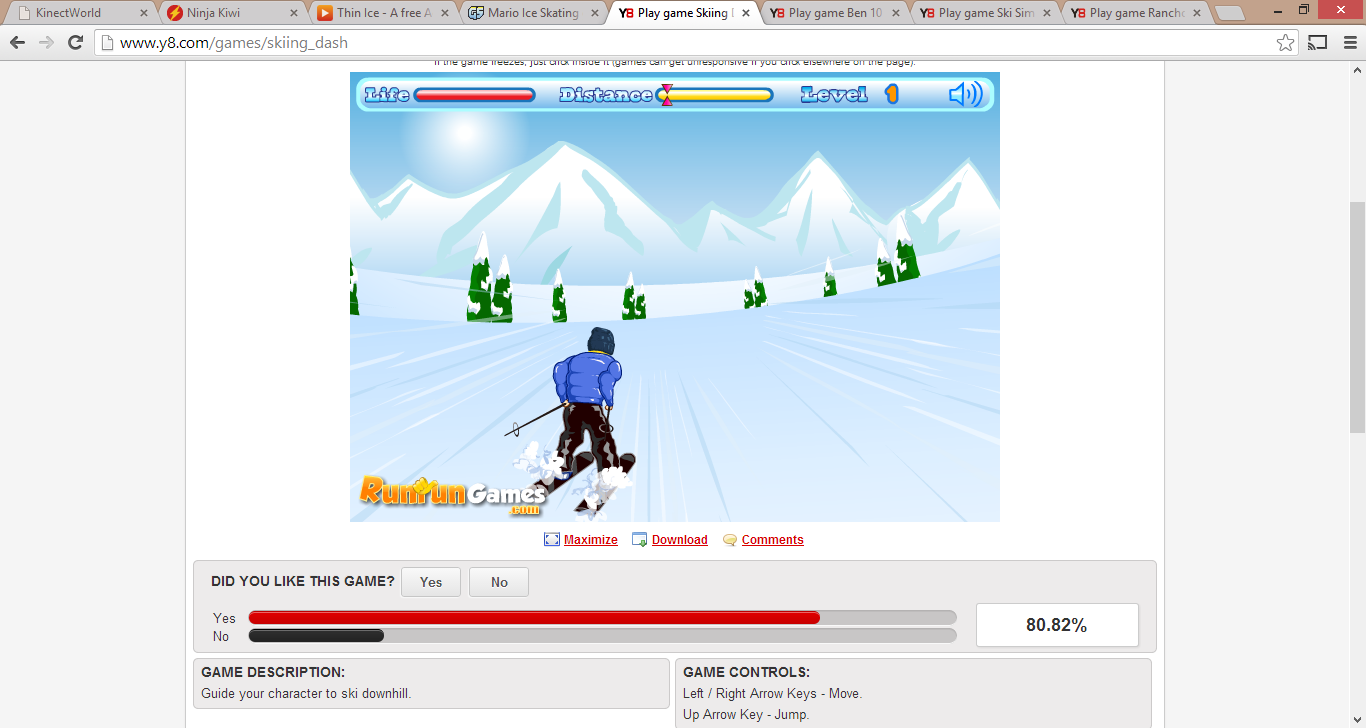 KinectWorld
Ninja Kiwi
Thin Ice - A free A
Mario Ice Skating
Y8 Play game Skiing
Y8 Play game Ben 10
Y8 Play game Ski Sim
Y8 Play game Ranch
www.y8.com/games/skiing_dash
If the game freezes, just click inside it (games can get unresponsive if you click elsewhere on the page).
Life
Distance
Level 1
RunRunGames
.com
Maximize
Download
Comments
DID YOU LIKE THIS GAME?
Yes
No
Yes
No
80.82%
GAME DESCRIPTION:
Guide your character to ski downhill.
GAME CONTROLS:
Left / Right Arrow Keys - Move.
Up Arrow Key - Jump.